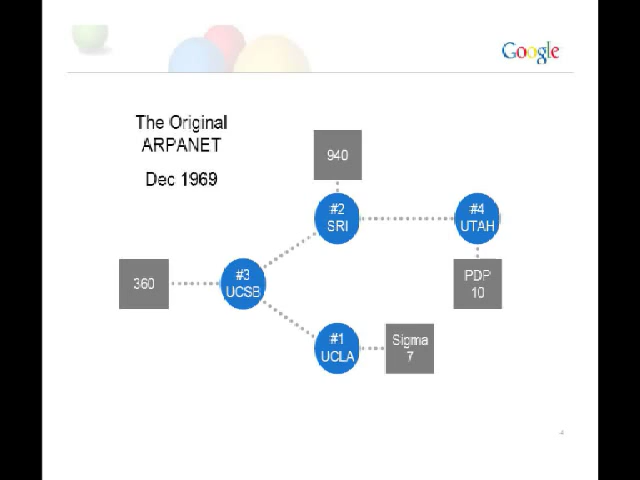 Google
The Original
ARPANET
Dec 1969
940
#2
SRI
#4
UTAH
360
#3
UCSB
PDP
10
#1
UCLA
Sigma
7